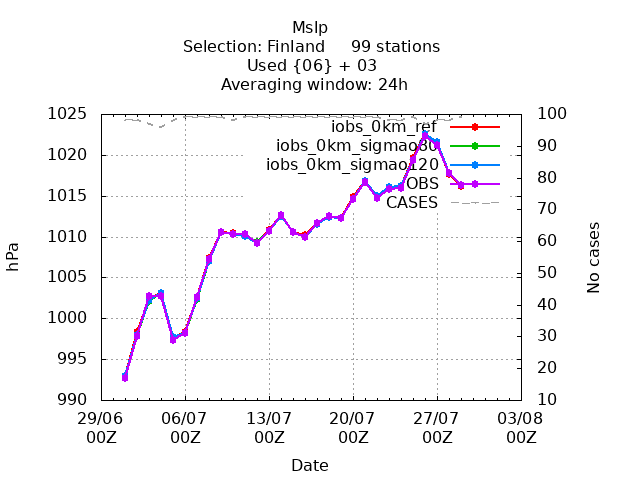 Mslp
Selection: Finland 99 stations
Used {06} + 03
Averaging window: 24h
1025
1020
1015
1010
1005
1000
995
990
100
90
80
70
60
50
40
30
20
10
iobs_0km_ref
iobs_0km_sigmao80
iobs_0km_sigmao120
OBS
CASES
hPa
No cases
29/06 06/07 13/07 20/07 27/07 03/08
00Z 00Z 00Z 00Z 00Z 00Z
Date